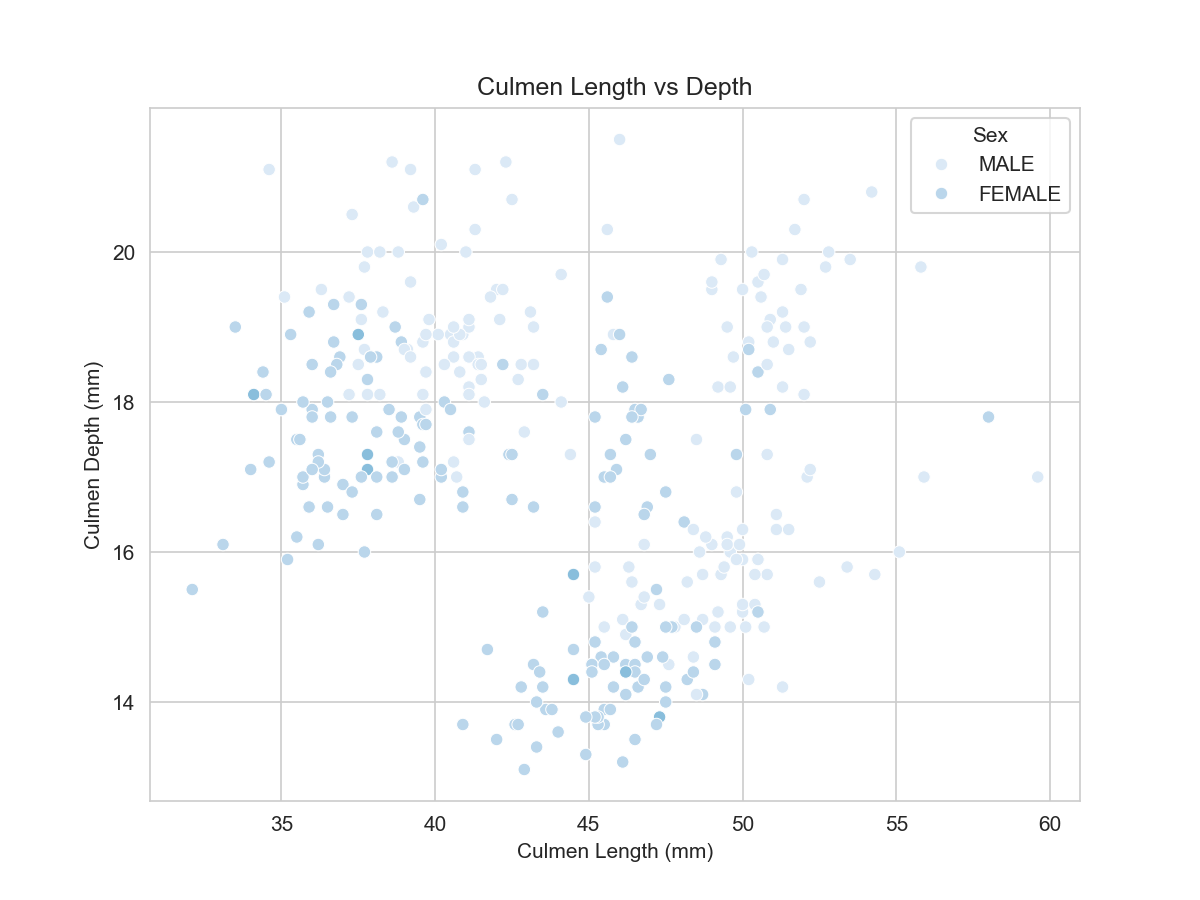 Culmen Length vs Depth
Sex
MALE
FEMALE
20
18
16
14
Culmen Depth (mm)
35 40 45 50 55 60
Culmen Length (mm)